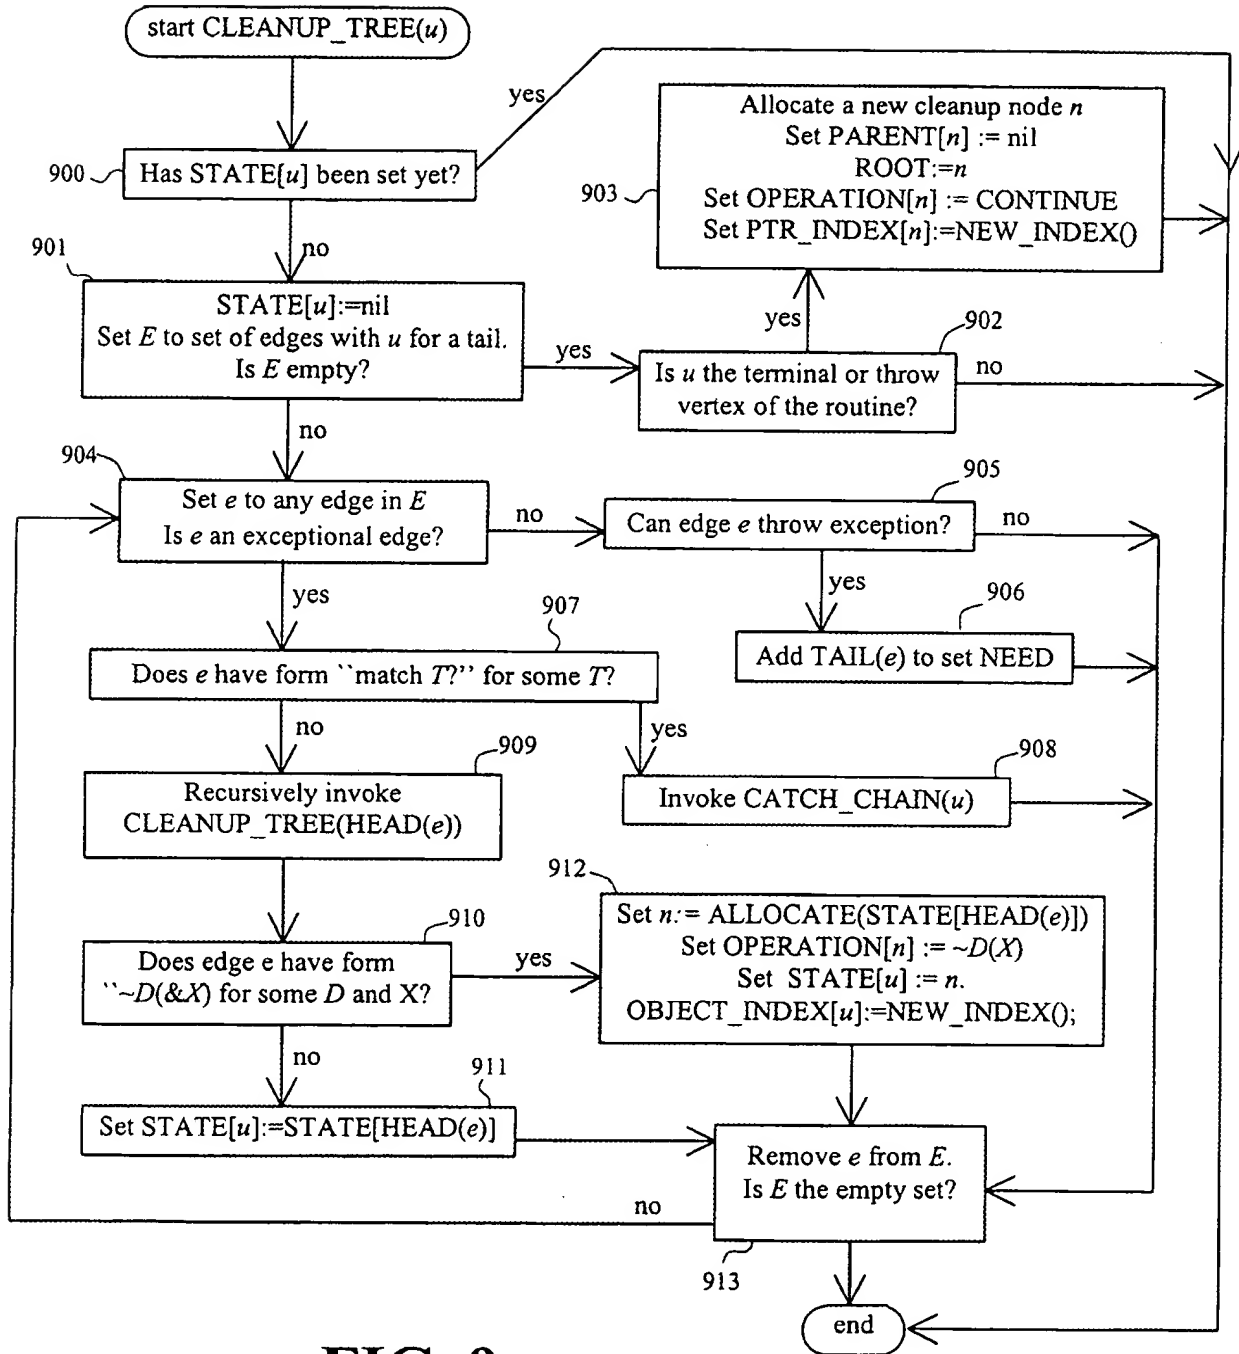 start CLEANUP_TREE(u)
yes
900
Has STATE[u] been set yet?
no
903
Allocate a new cleanup node n
Set PARENT[n] := nil
ROOT:=n
Set OPERATION[n] := CONTINUE
Set PTR_INDEX[n]:=NEW_INDEX()
901
STATE[u]:=nil
Set E to set of edges with u for a tail.
Is E empty?
yes
yes
902
Is u the terminal or throw
vertex of the routine?
no
no
904
Set e to any edge in E
Is e an exceptional edge?
no
905
Can edge e throw exception?
no
yes
yes
906
Add TAIL(e) to set NEED
907
Does e have form ``match T?'' for some T?
no
yes
909
Recursively invoke
CLEANUP_TREE(HEAD(e))
908
Invoke CATCH_CHAIN(u)
910
Does edge e have form
``~D(&X) for some D and X?
yes
912
Set n:= ALLOCATE(STATE[HEAD(e)])
Set OPERATION[n] := ~D(X)
Set STATE[u] := n.
OBJECT_INDEX[u]:=NEW_INDEX();
no
911
Set STATE[u]:=STATE[HEAD(e)]
Remove e from E.
Is E the empty set?
no
913
end